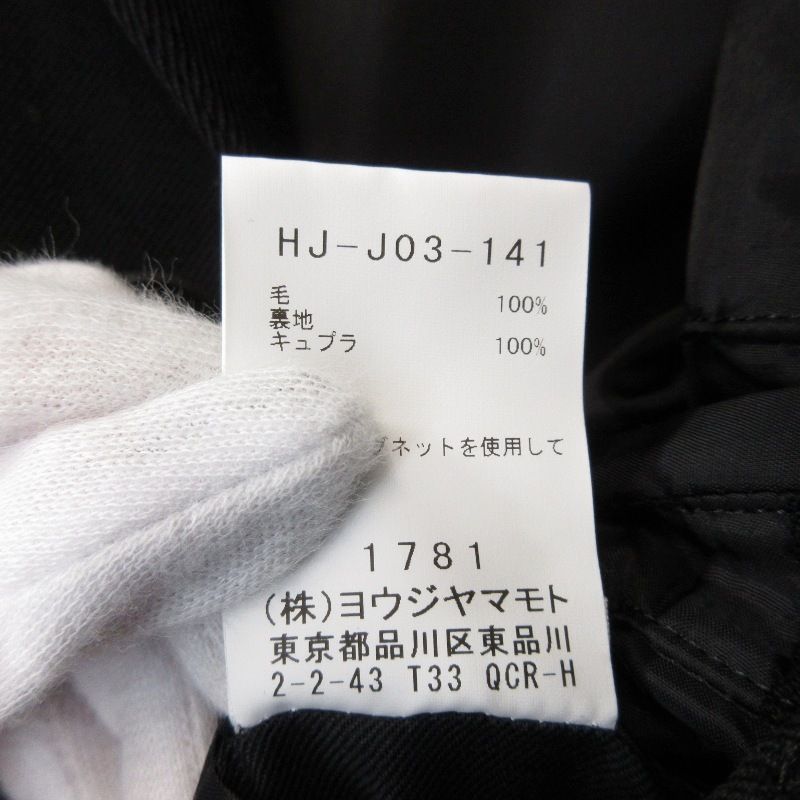 HJ-J03-141
毛 100%
裏地
キュプラ 100%
ネットを使用して
1781
(株)ヨウジヤマモト
東京都品川区東品川
2-2-43 T33 QCR-H